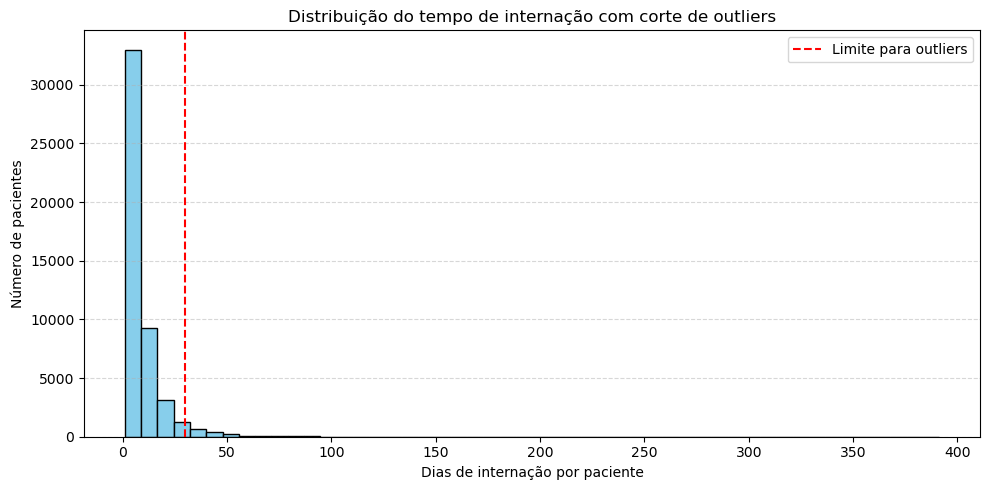 Distribuição do tempo de internação com corte de outliers
Limite para outliers
Número de pacientes
30000
25000
20000
15000
10000
5000
0
0 50 100 150 200 250 300 350 400
Dias de internação por paciente